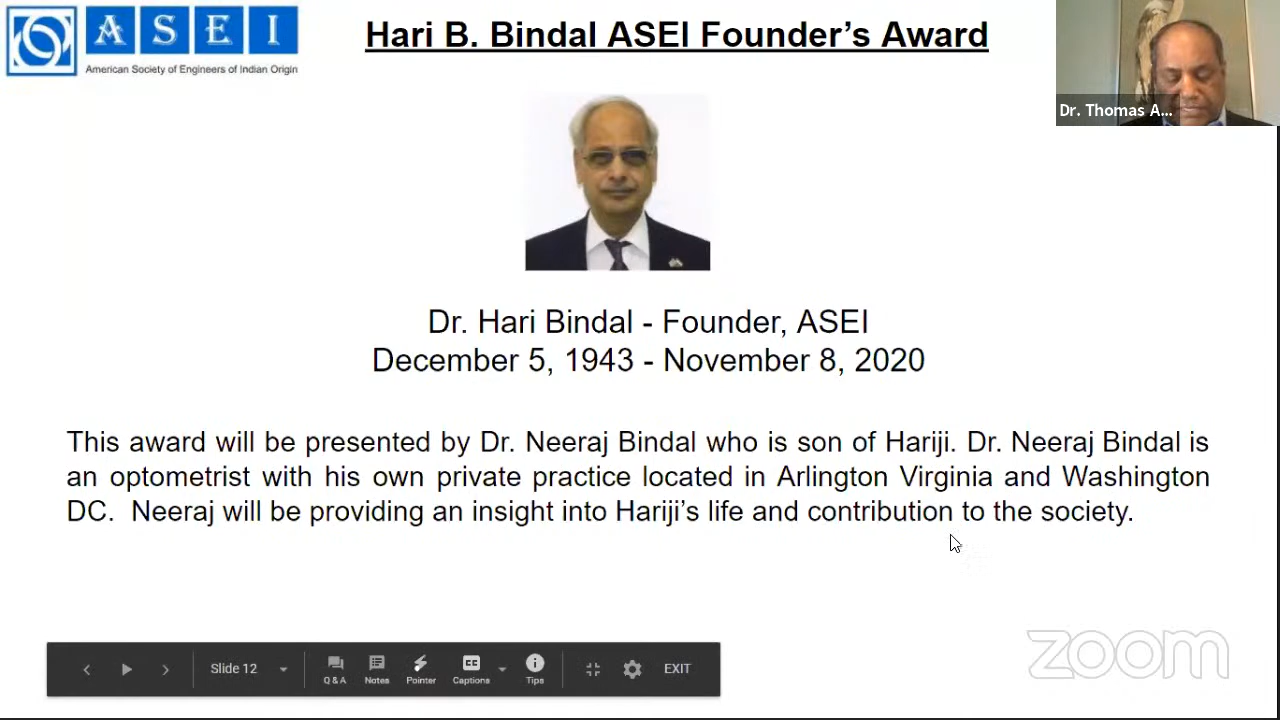 A S E I
American Society of Engineers of Indian Origin
Hari B. Bindal ASEI Founder's Award
Dr. Thomas A...
Dr. Hari Bindal - Founder, ASEI
December 5, 1943 - November 8, 2020
This award will be presented by Dr. Neeraj Bindal who is son of Hariji. Dr. Neeraj Bindal is
an optometrist with his own private practice located in Arlington Virginia and Washington
DC. Neeraj will be providing an insight into Hariji's life and contribution to the society.
zoom
Slide 12
Q & A
Notes
Pointer
CC
Captions
Tips
EXIT